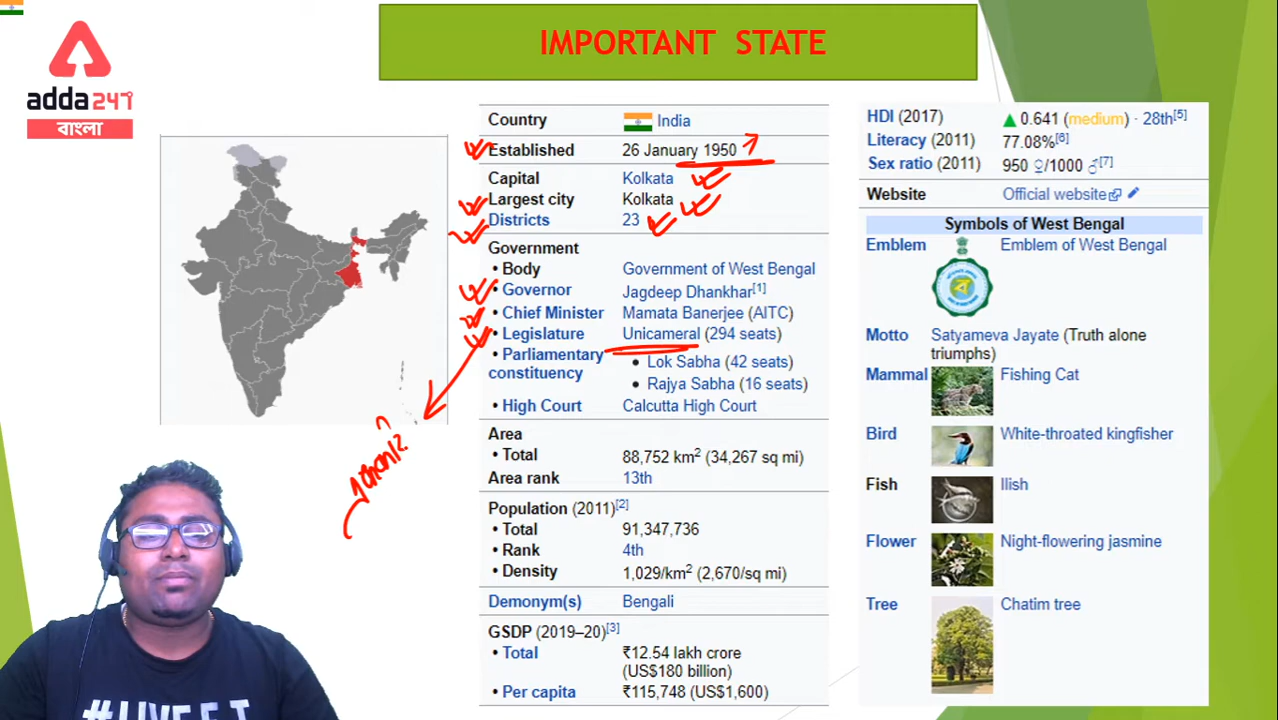 IMPORTANT STATE
adda247
বাংলা
Country India
Established 26 January 1950
Capital Kolkata
Largest city Kolkata
Districts 23
Government
• Body Government of West Bengal
• Governor Jagdeep Dhankhar[1]
• Chief Minister Mamata Banerjee (AITC)
• Legislature Unicameral (294 seats)
• Parliamentary constituency
• Lok Sabha (42 seats)
• Rajya Sabha (16 seats)
• High Court Calcutta High Court
Area
• Total 88,752 km2 (34,267 sq mi)
Area rank 13th
Population (2011)[2]
• Total 91,347,736
• Rank 4th
• Density 1,029/km2 (2,670/sq mi)
Demonym(s) Bengali
GSDP (2019–20)[3]
• Total ₹12.54 lakh crore
(US$180 billion)
• Per capita ₹115,748 (US$1,600)
HDI (2017) ▲ 0.641 (medium) · 28th[5]
Literacy (2011) 77.08%[6]
Sex ratio (2011) 950 ♀/1000 ♂[7]
Website Official website
Symbols of West Bengal
Emblem Emblem of West Bengal
Motto Satyameva Jayate (Truth alone
triumphs)
Mammal Fishing Cat
Bird White-throated kingfisher
Fish Ilish
Flower Night-flowering jasmine
Tree Chatim tree